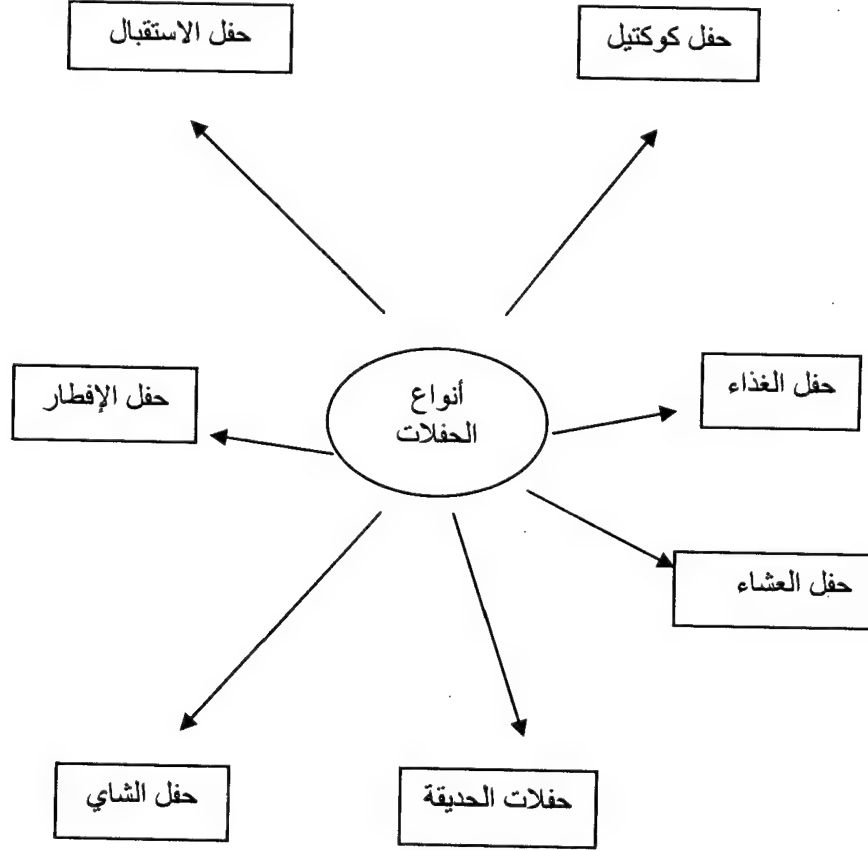 حفل كوكتيل
حفل الاستقبال
أنواع
الحفلات
حفل الغذاء
حفل الإفطار
حفل العشاء
حفلات الحديقة
حفل الشاي